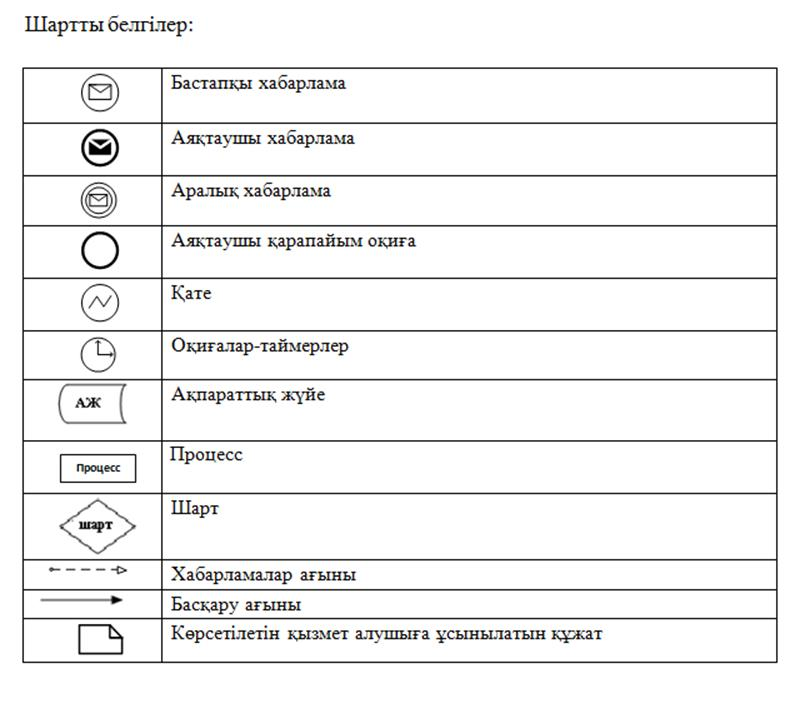 Шартты белгілер:
Бастапқы хабарлама
Аяқтаушы хабарлама
Аралық хабарлама
Аяқтаушы қарапайым оқиға
Қате
Оқиғалар-таймерлер
АЖ Ақпараттық жүйе
Процесс Процесс
шарт Шарт
Хабарламалар ағыны
Басқару ағыны
Көрсетілетін қызмет алушыға ұсынылатын құжат